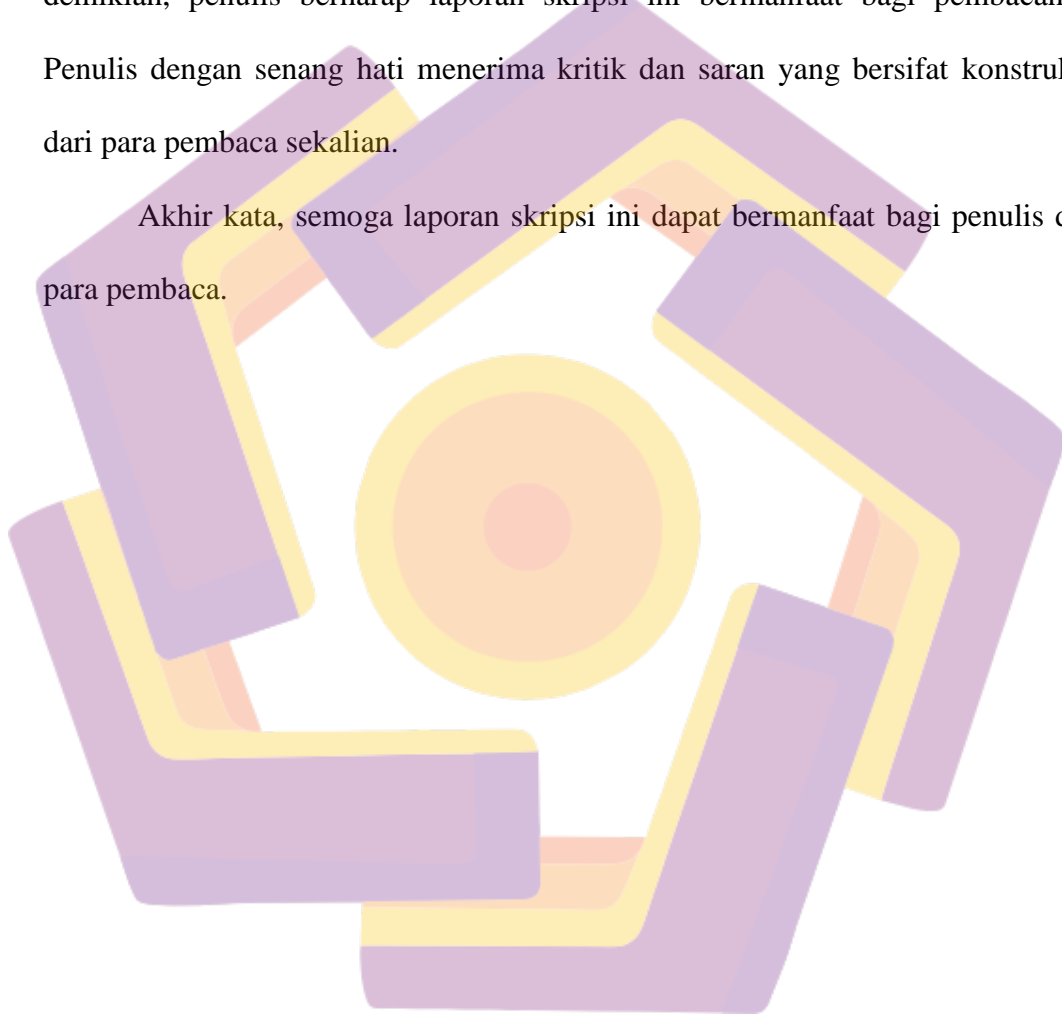 demikian, penulis berharap laporan skripsi ini bermanfaat bagi
Penulis dengan senang hati menerima kritik dan saran yang bersifat
dari para pembaca sekalian.
Akhir kata, semoga laporan skripsi ini dapat bermanfaat bagi penulis
para pembaca.